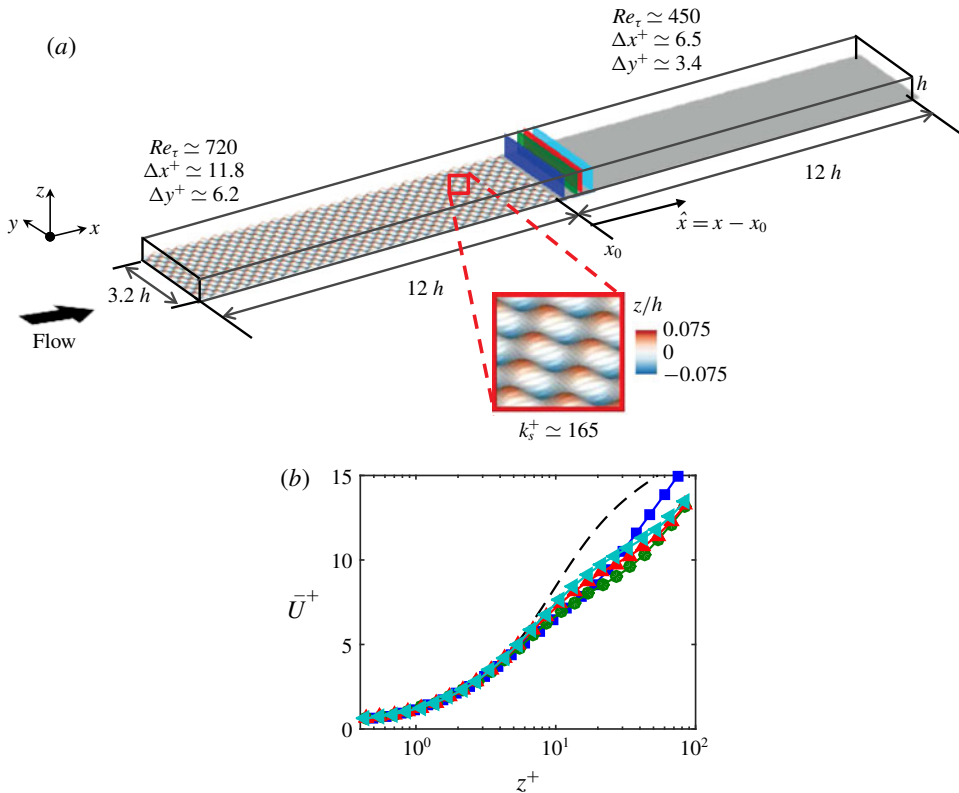 (a)
Re_τ ≃ 450
Δx⁺ ≃ 6.5
Δy⁺ ≃ 3.4
h
Re_τ ≃ 720
Δx⁺ ≃ 11.8
Δy⁺ ≃ 6.2
12 h
z
y
x
x̂ = x − x₀
x₀
3.2 h
12 h
Flow
z/h
0.075
0
−0.075
k_s⁺ ≃ 165
(b)
15
10
Ū⁺
5
0
10⁰
10¹
10²
z⁺